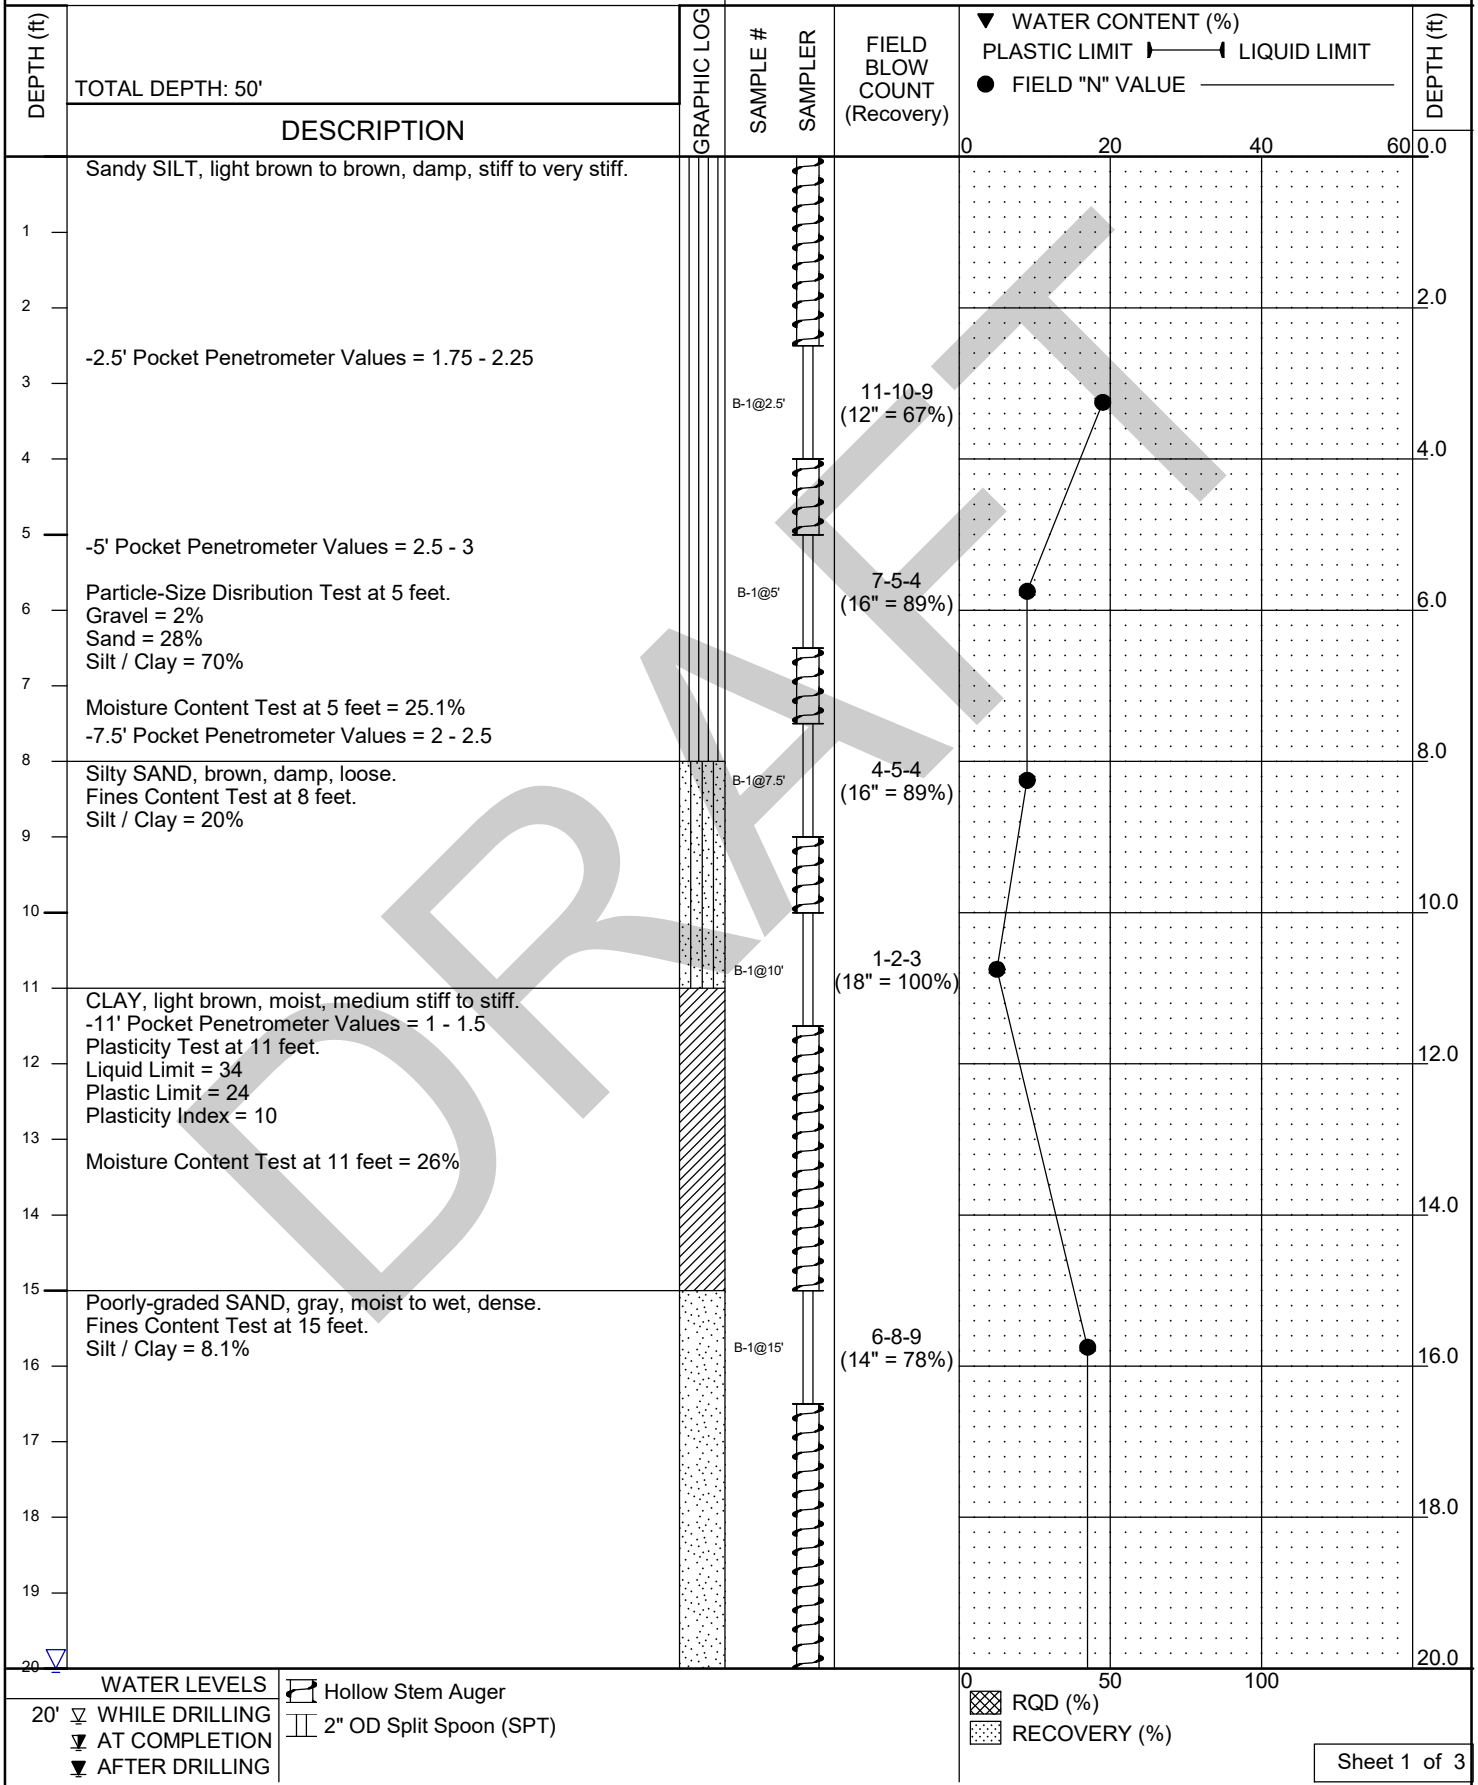 DEPTH (ft)
TOTAL DEPTH: 50'
DESCRIPTION
GRAPHIC LOG
SAMPLE #
SAMPLER
FIELD
BLOW
COUNT
(Recovery)
WATER CONTENT (%)
PLASTIC LIMIT LIQUID LIMIT
FIELD "N" VALUE
0 20 40 60
DEPTH (ft)
0.0
Sandy SILT, light brown to brown, damp, stiff to very stiff.
1
2
2.0
-2.5' Pocket Penetrometer Values = 1.75 - 2.25
3
B-1@2.5'
11-10-9
(12" = 67%)
4
4.0
5
-5' Pocket Penetrometer Values = 2.5 - 3
Particle-Size Disribution Test at 5 feet.
B-1@5'
7-5-4
(16" = 89%)
6
6.0
Gravel = 2%
Sand = 28%
Silt / Clay = 70%
7
Moisture Content Test at 5 feet = 25.1%
-7.5' Pocket Penetrometer Values = 2 - 2.5
8
8.0
Silty SAND, brown, damp, loose.
B-1@7.5'
4-5-4
(16" = 89%)
Fines Content Test at 8 feet.
Silt / Clay = 20%
9
10
10.0
B-1@10'
1-2-3
(18" = 100%)
11
CLAY, light brown, moist, medium stiff to stiff.
-11' Pocket Penetrometer Values = 1 - 1.5
Plasticity Test at 11 feet.
12
12.0
Liquid Limit = 34
Plastic Limit = 24
Plasticity Index = 10
13
Moisture Content Test at 11 feet = 26%
14
14.0
15
Poorly-graded SAND, gray, moist to wet, dense.
Fines Content Test at 15 feet.
Silt / Clay = 8.1%
B-1@15'
6-8-9
(14" = 78%)
16
16.0
17
18
18.0
19
20
20.0
DRAFT
WATER LEVELS
20' WHILE DRILLING
AT COMPLETION
AFTER DRILLING
Hollow Stem Auger
2" OD Split Spoon (SPT)
0 50 100
RQD (%)
RECOVERY (%)
Sheet 1 of 3